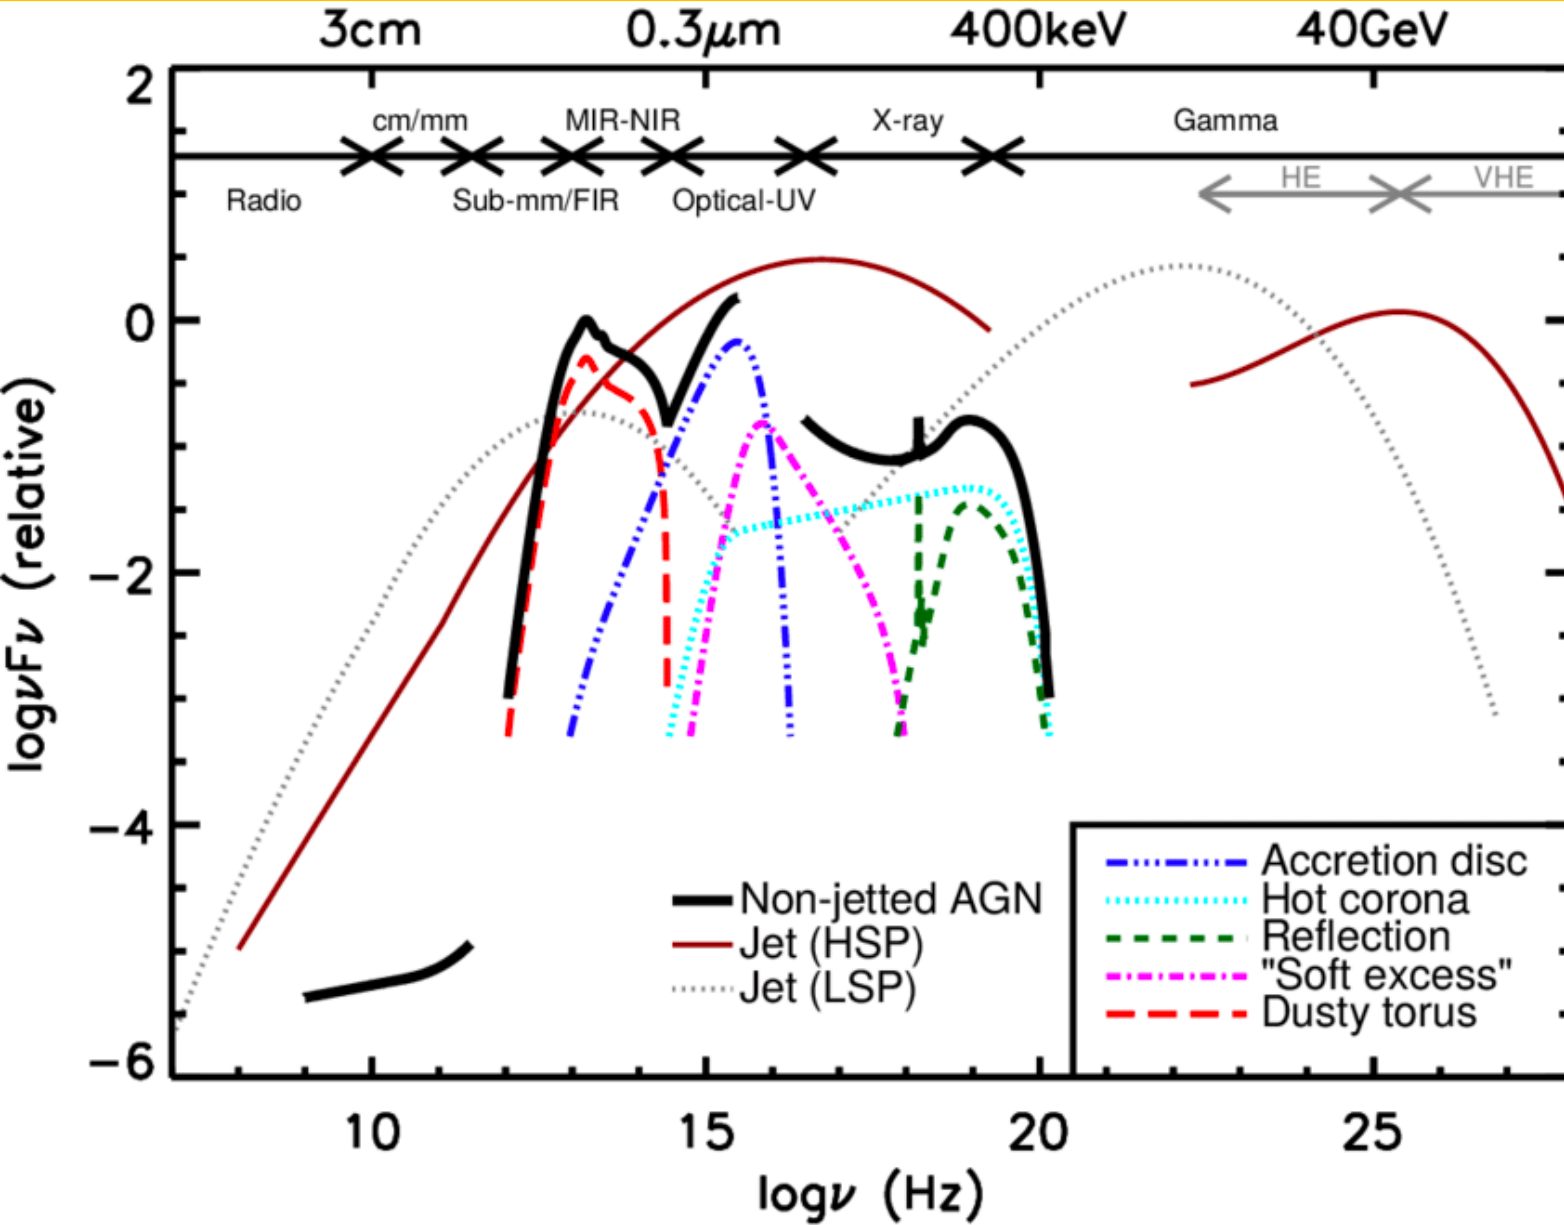 3cm 0.3μm 400keV 40GeV
2
cm/mm MIR-NIR X-ray Gamma
HE VHE
Radio Sub-mm/FIR Optical-UV
0
−2
−4
−6
logνFν (relative)
Non-jetted AGN
Jet (HSP)
Jet (LSP)
Accretion disc
Hot corona
Reflection
"Soft excess"
Dusty torus
10 15 20 25
logν (Hz)